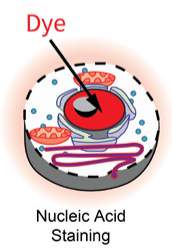 Dye
Nucleic Acid
Staining